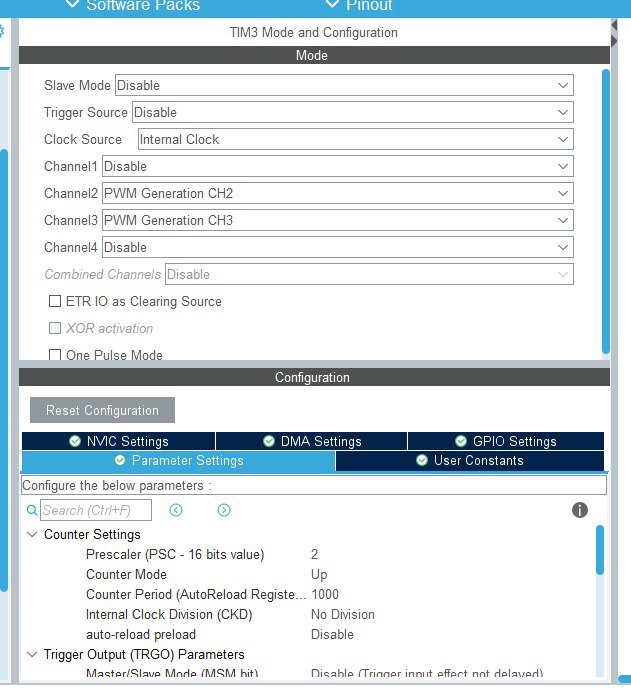 Software Packs Pinout
TIM3 Mode and Configuration
Mode
Slave Mode Disable
Trigger Source Disable
Clock Source Internal Clock
Channel1 Disable
Channel2 PWM Generation CH2
Channel3 PWM Generation CH3
Channel4 Disable
Combined Channels Disable
ETR IO as Clearing Source
XOR activation
One Pulse Mode
Configuration
Reset Configuration
NVIC Settings DMA Settings GPIO Settings
Parameter Settings User Constants
Configure the below parameters :
Search (Ctrl+F)
Counter Settings
Prescaler (PSC - 16 bits value) 2
Counter Mode Up
Counter Period (AutoReload Registe... 1000
Internal Clock Division (CKD) No Division
auto-reload preload Disable
Trigger Output (TRGO) Parameters
Master/Slave Mode (MSM bit) Disable (Trigger input effect not delayed)